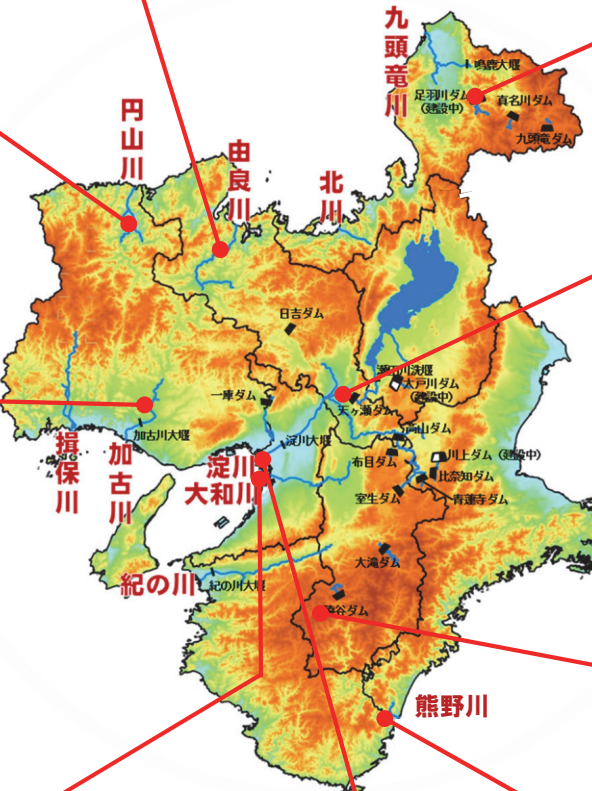 九頭竜川
鳴鹿大堰
足羽川ダム
(建設中)
真名川ダム
九頭竜ダム
円山川
由良川
北川
日吉ダム
瀬田川洗堰
大戸川ダム
(建設中)
一庫ダム
天ヶ瀬ダム
高山ダム
加古川大堰
淀川大堰
布目ダム
川上ダム(建設中)
比奈知ダム
青蓮寺ダム
室生ダム
揖保川
加古川
淀川
大和川
大滝ダム
紀の川
紀の川大堰
猿谷ダム
熊野川